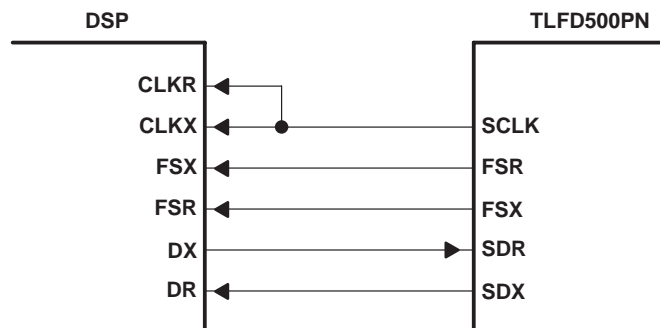 DSP TLFD500PN
CLKR
CLKX SCLK
FSX FSR
FSR FSX
DX SDR
DR SDX